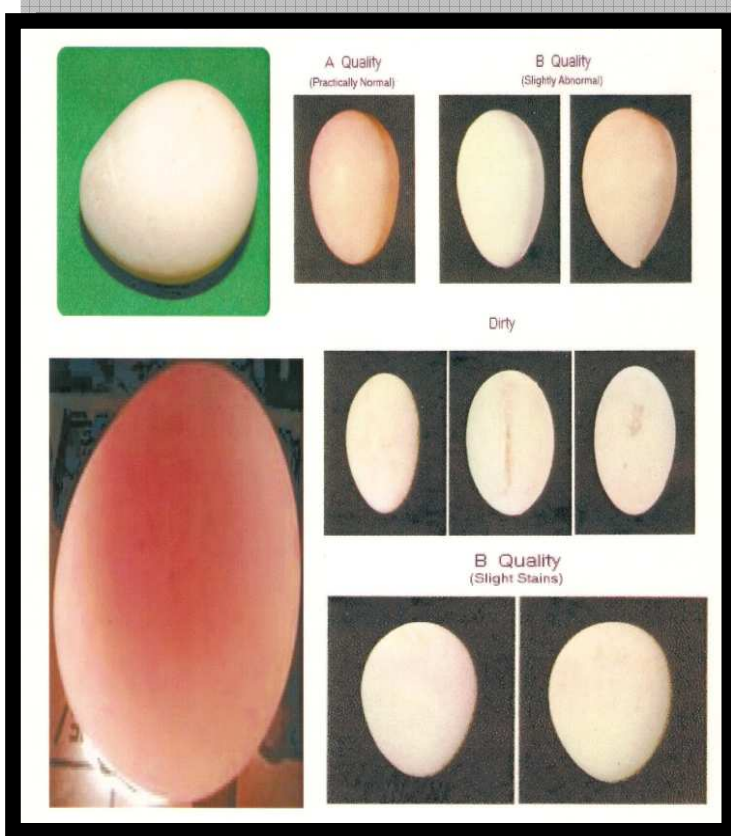 A Quality
(Practically Normal)
B Quality
(Slightly Abnormal)
Dirty
B Quality
(Slight Stains)